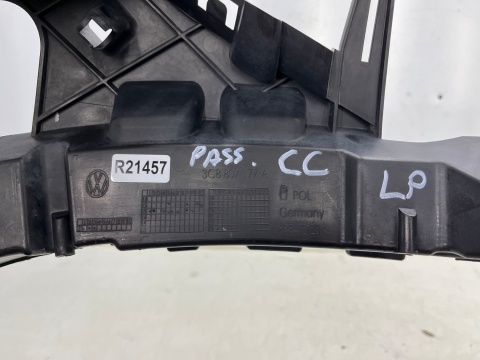 R21457
PASS. CC
LP
POL
Germany